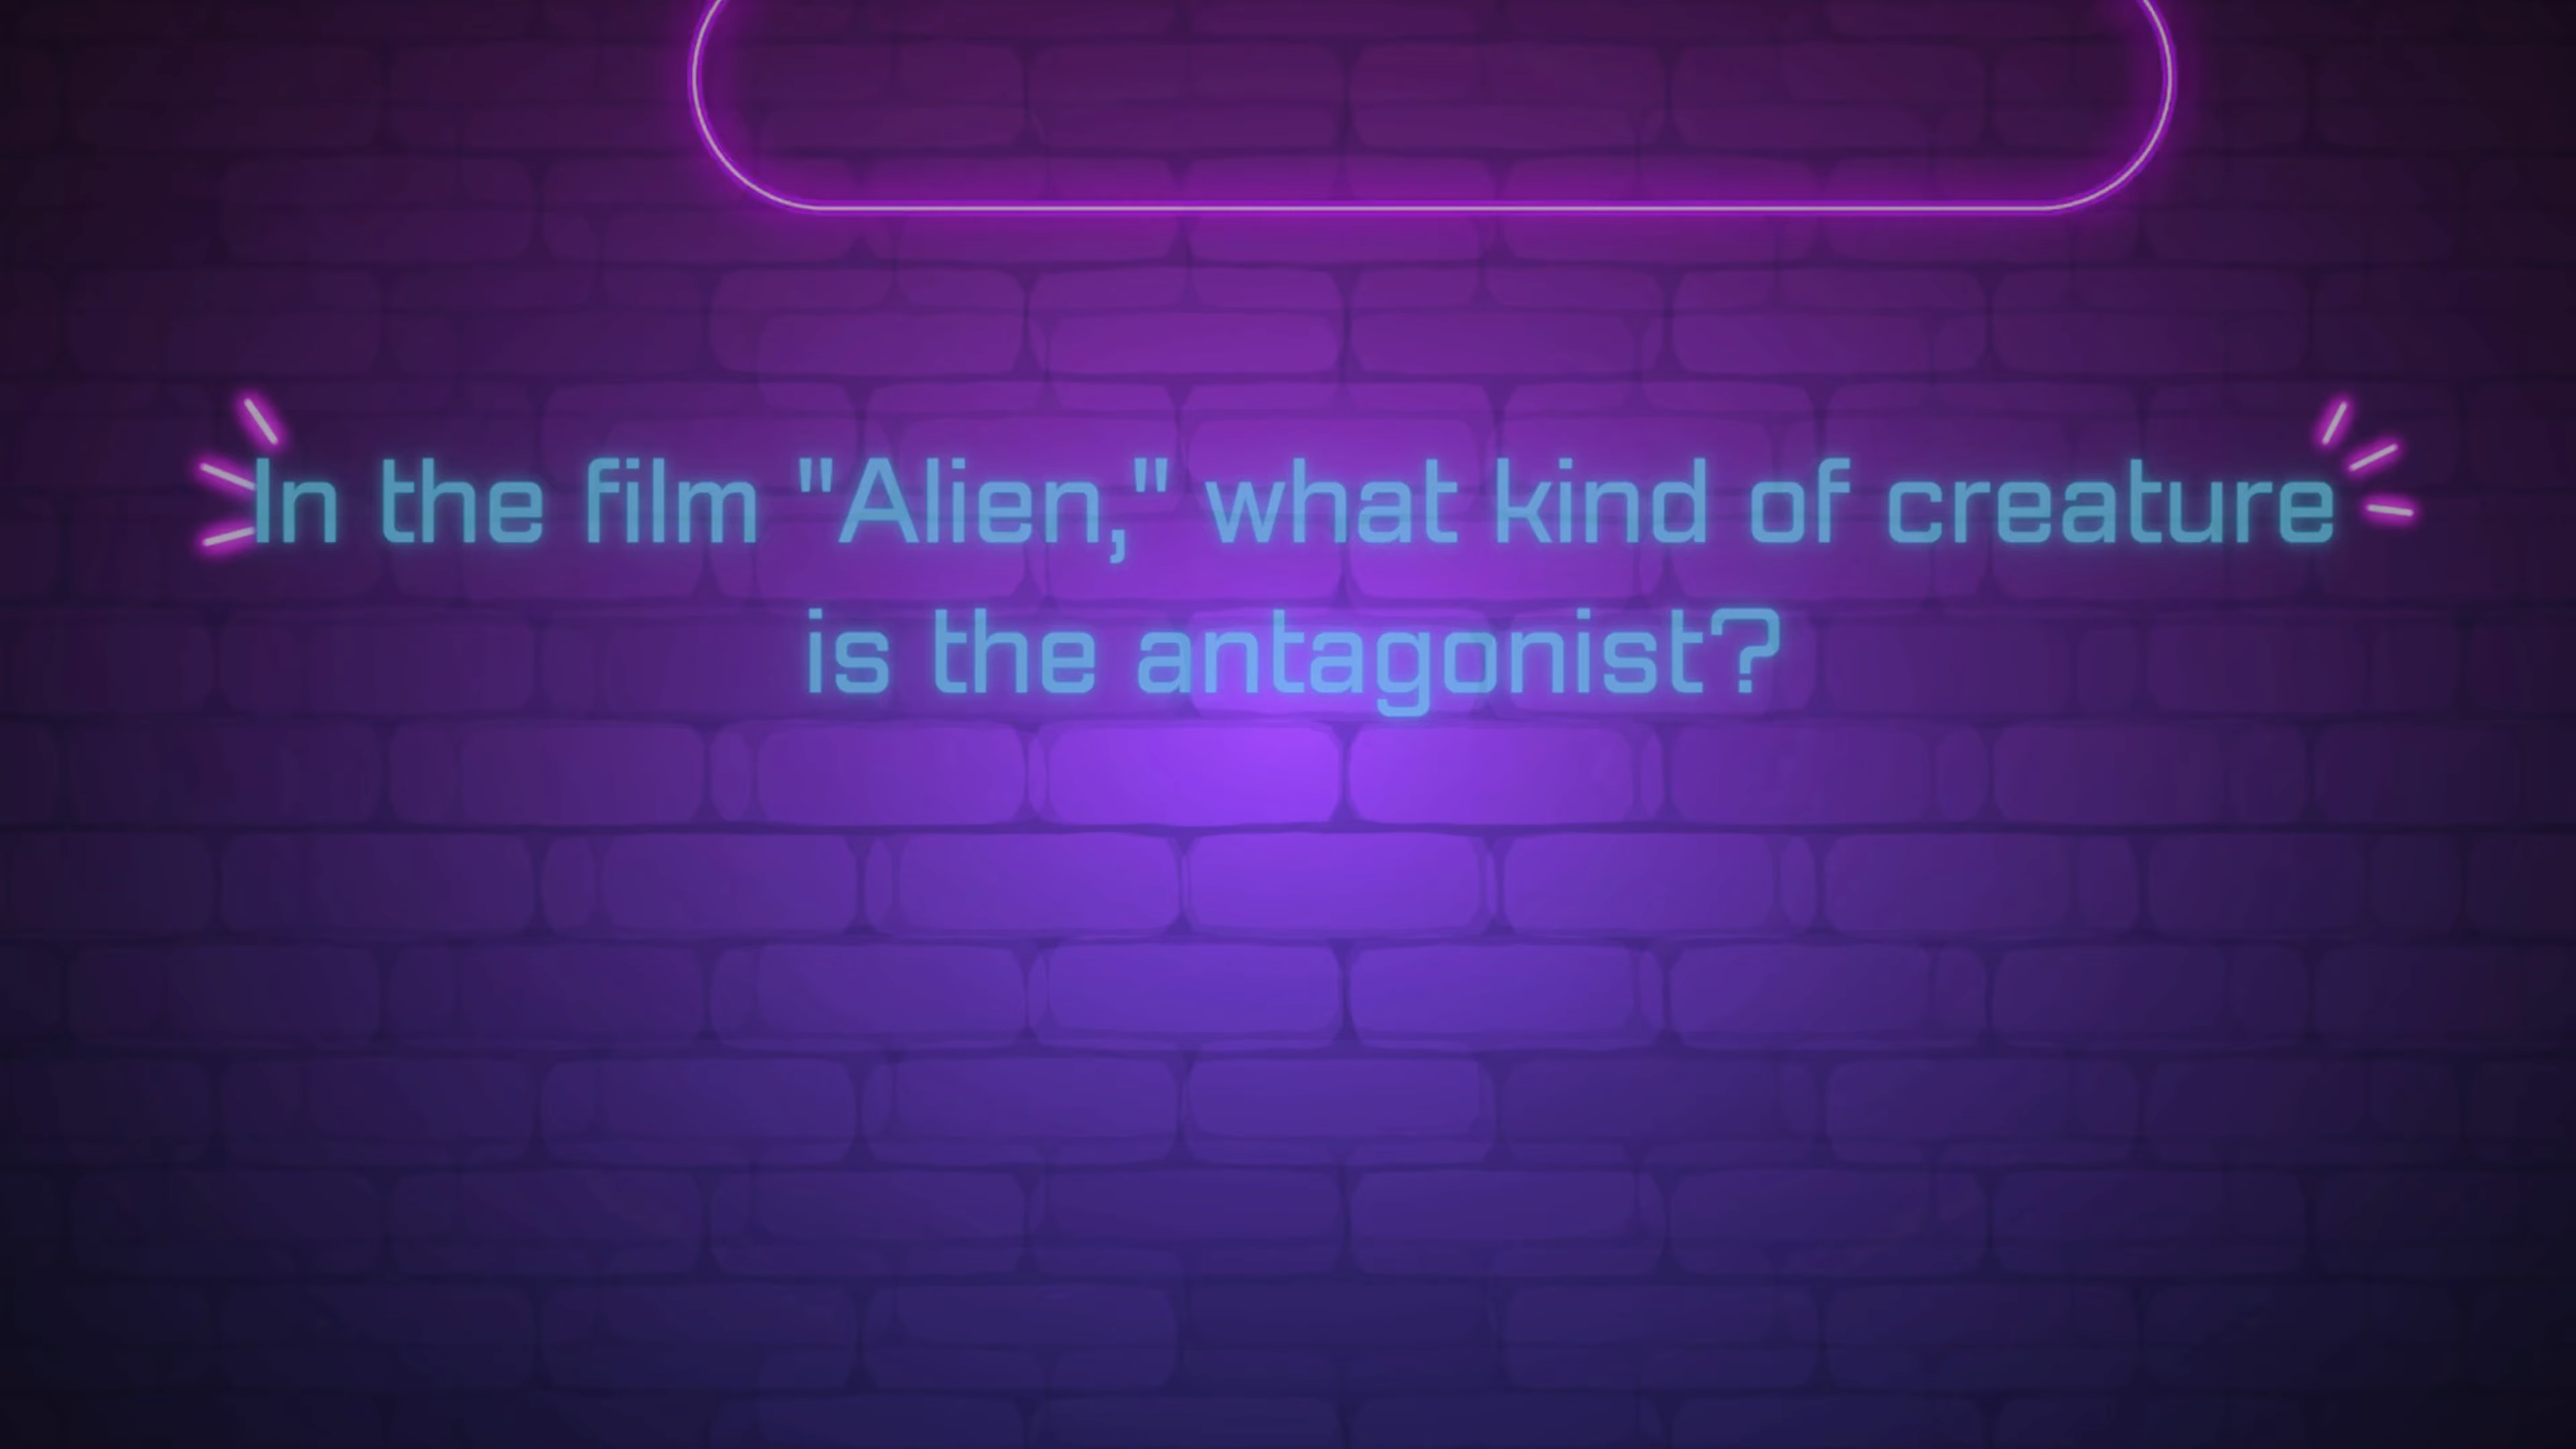 In the film "Alien," what kind of creature
is the antagonist?